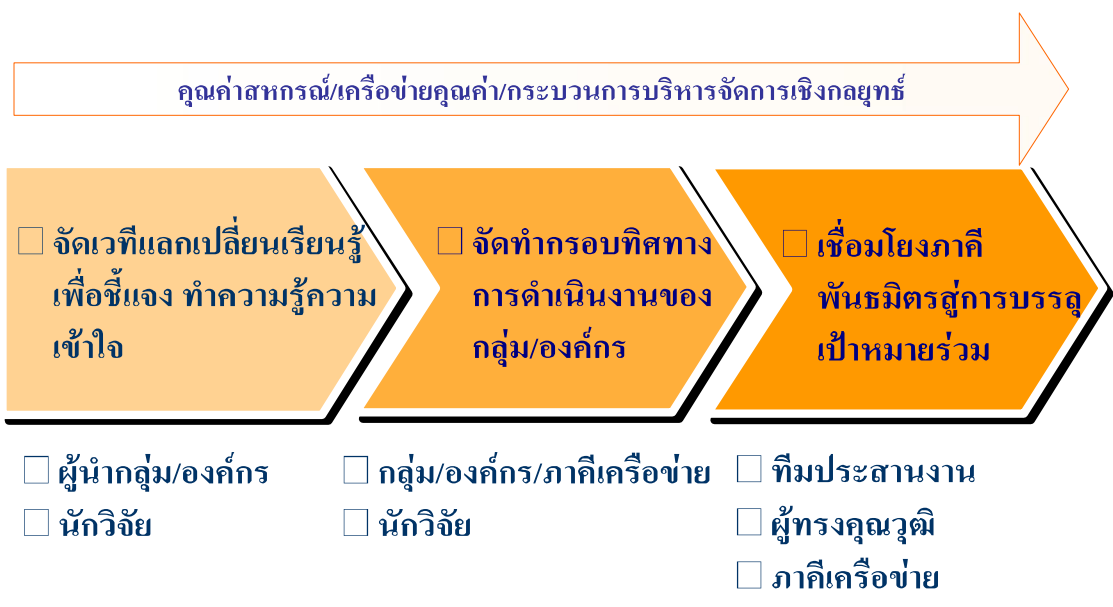 คุณค่าสหกรณ์/เครือข่ายคุณค่า/กระบวนการบริหารจัดการเชิงกลยุทธ์
□ จัดเวทีแลกเปลี่ยนเรียนรู้
เพื่อชี้แจง ทำความรู้ความ
เข้าใจ
□ จัดทำกรอบทิศทาง
การดำเนินงานของ
กลุ่ม/องค์กร
□ เชื่อมโยงภาคี
พันธมิตรสู่การบรรลุ
เป้าหมายร่วม
□ ผู้นำกลุ่ม/องค์กร
□ นักวิจัย
□ กลุ่ม/องค์กร/ภาคีเครือข่าย
□ นักวิจัย
□ ทีมประสานงาน
□ ผู้ทรงคุณวุฒิ
□ ภาคีเครือข่าย